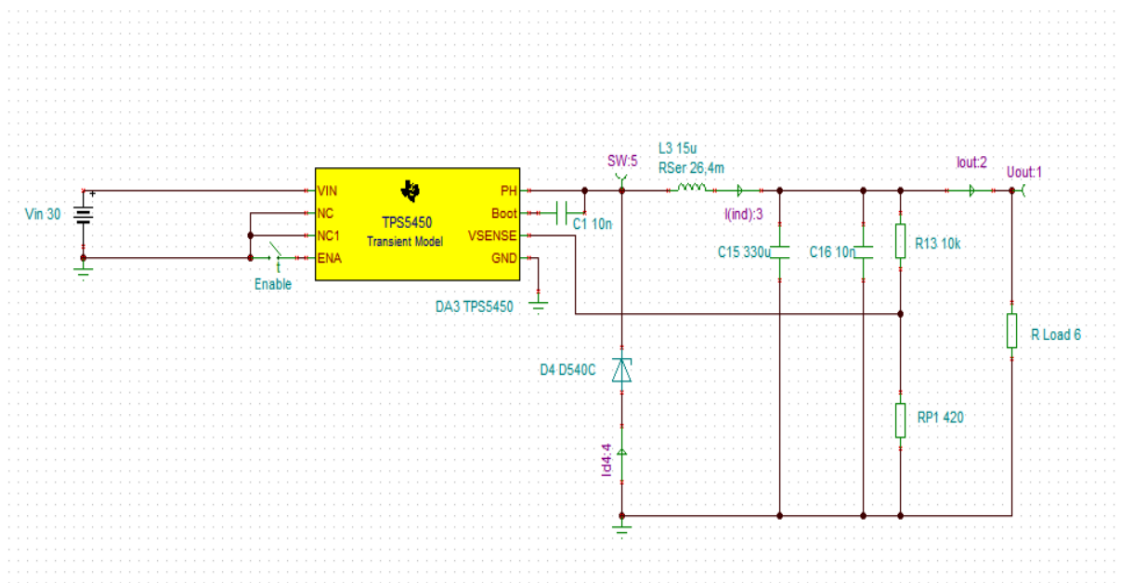 L3 15u
RSer 26,4m
SW:5
Iout:2
Uout:1
Vin 30
+
VIN
NC
NC1
ENA
TPS5450
Transient Model
PH
Boot
VSENSE
GND
C1 10n
I(ind):3
C15 330u
C16 10n
R13 10k
t
Enable
DA3 TPS5450
R Load 6
D4 D540C
RP1 420
Id4:4